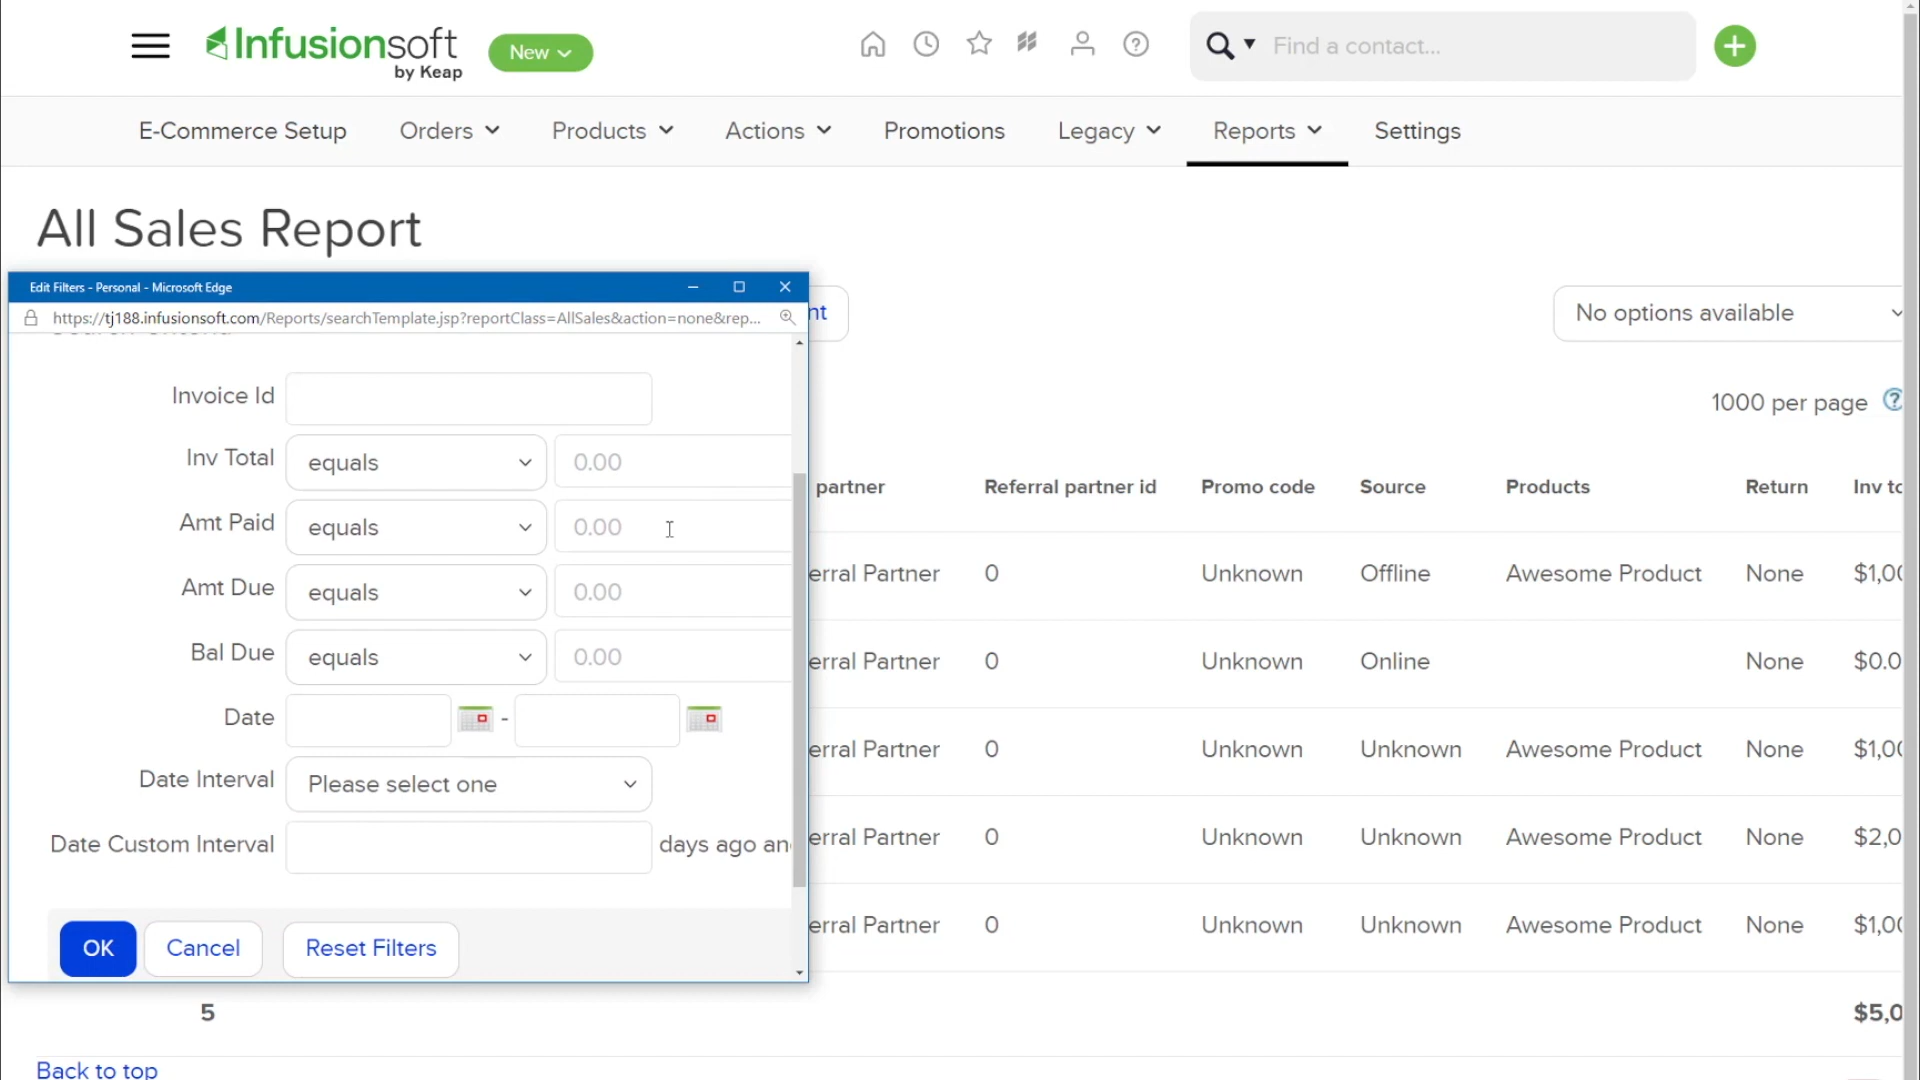 Infusionsoft
by Keap
New
Find a contact...
E-Commerce Setup Orders Products Actions Promotions Legacy Reports Settings
All Sales Report
Edit Filters - Personal - Microsoft Edge
https://tj188.infusionsoft.com/Reports/searchTemplate.jsp?reportClass=AllSales&action=none&rep...
nt
No options available
1000 per page
Invoice Id
Inv Total equals 0.00
Amt Paid equals 0.00
Amt Due equals 0.00
Bal Due equals 0.00
Date -
Date Interval Please select one
Date Custom Interval days ago an
OK Cancel Reset Filters
partner Referral partner id Promo code Source Products Return Inv to
erral Partner 0 Unknown Offline Awesome Product None $1,00
erral Partner 0 Unknown Online None $0.0
erral Partner 0 Unknown Unknown Awesome Product None $1,00
erral Partner 0 Unknown Unknown Awesome Product None $2,0
erral Partner 0 Unknown Unknown Awesome Product None $1,00
5 $5,0
Back to top